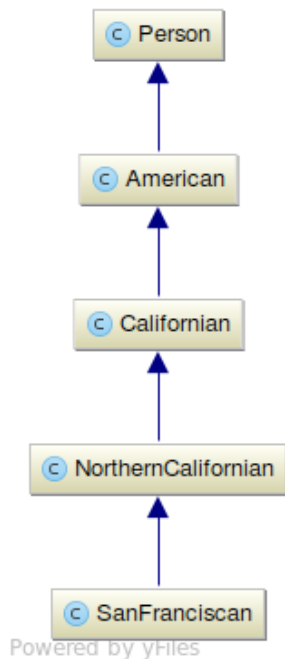 C Person
C American
C Californian
C NorthernCalifornian
C SanFranciscan
Powered by yFiles